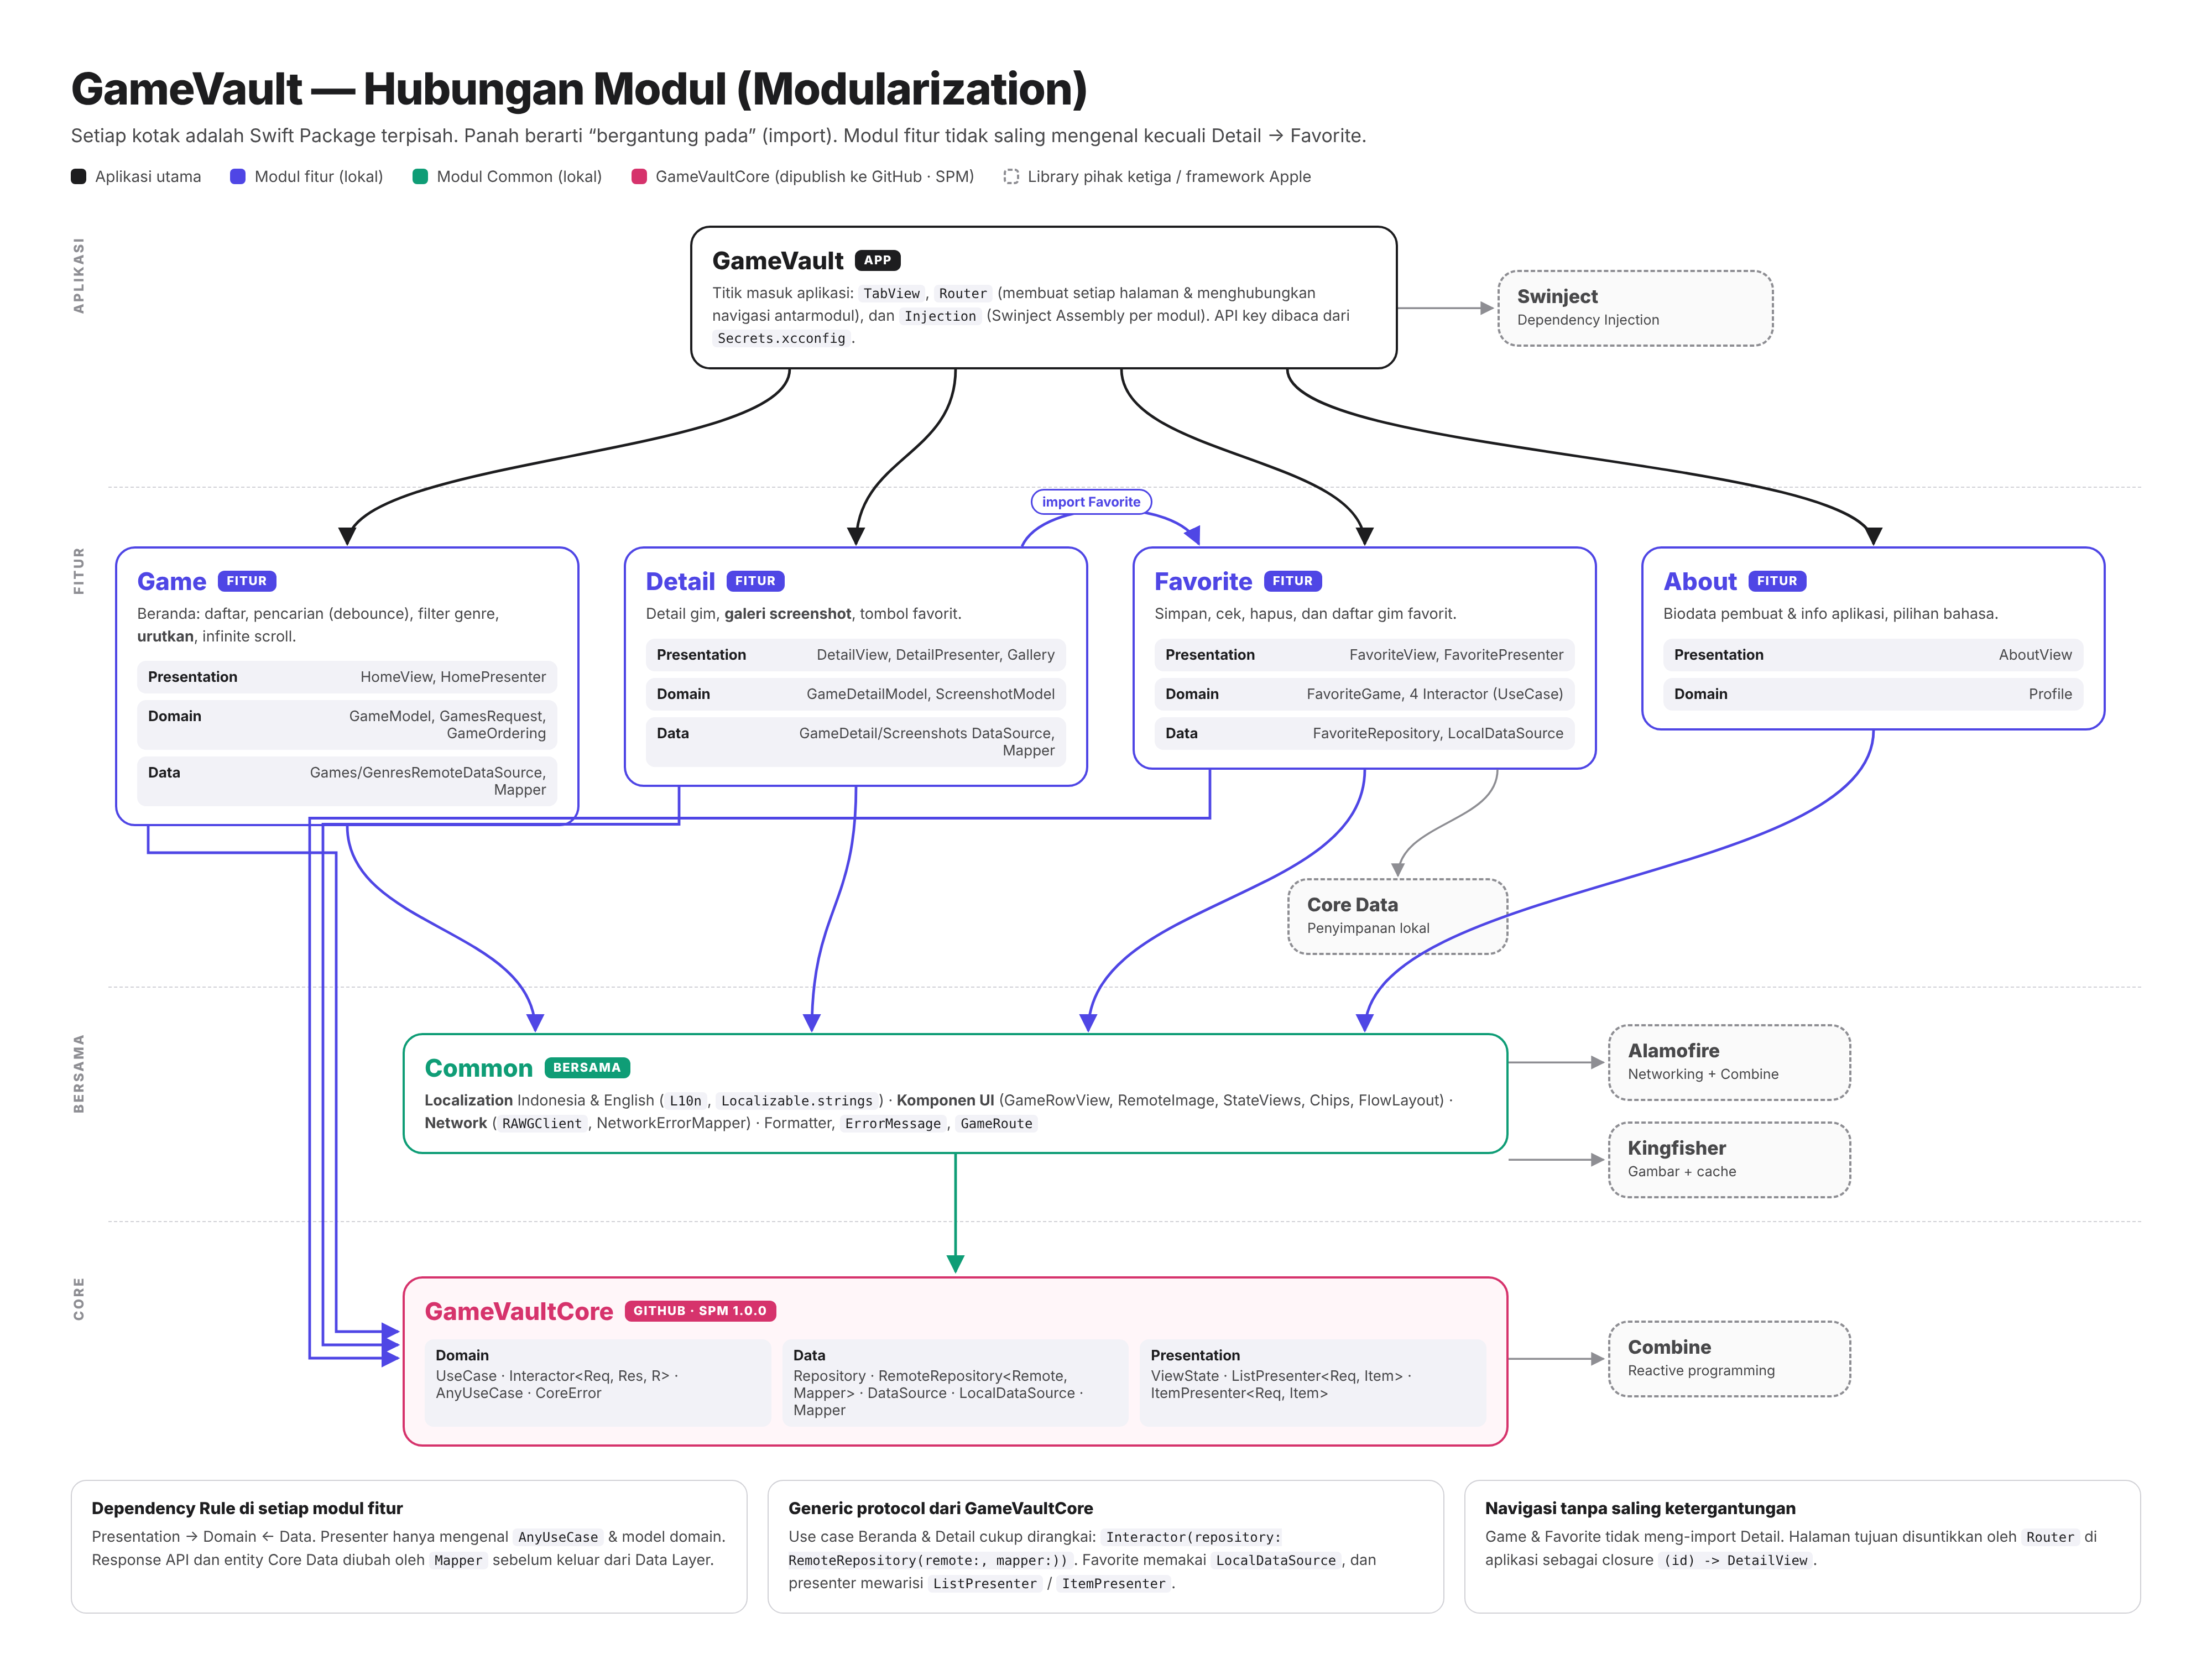 GameVault — Hubungan Modul (Modularization)
Setiap kotak adalah Swift Package terpisah. Panah berarti “bergantung pada” (import). Modul fitur tidak saling mengenal kecuali Detail → Favorite.
Aplikasi utama
Modul fitur (lokal)
Modul Common (lokal)
GameVaultCore (dipublish ke GitHub · SPM)
Library pihak ketiga / framework Apple
APLIKASI
GameVault APP
Titik masuk aplikasi: TabView, Router (membuat setiap halaman & menghubungkan
navigasi antarmodul), dan Injection (Swinject Assembly per modul). API key dibaca dari
Secrets.xcconfig.
Swinject
Dependency Injection
import Favorite
FITUR
Game FITUR
Beranda: daftar, pencarian (debounce), filter genre,
urutkan, infinite scroll.
Presentation HomeView, HomePresenter
Domain GameModel, GamesRequest,
GameOrdering
Data Games/GenresRemoteDataSource,
Mapper
Detail FITUR
Detail gim, galeri screenshot, tombol favorit.
Presentation DetailView, DetailPresenter, Gallery
Domain GameDetailModel, ScreenshotModel
Data GameDetail/Screenshots DataSource,
Mapper
Favorite FITUR
Simpan, cek, hapus, dan daftar gim favorit.
Presentation FavoriteView, FavoritePresenter
Domain FavoriteGame, 4 Interactor (UseCase)
Data FavoriteRepository, LocalDataSource
About FITUR
Biodata pembuat & info aplikasi, pilihan bahasa.
Presentation AboutView
Domain Profile
Core Data
Penyimpanan lokal
BERSAMA
Common BERSAMA
Localization Indonesia & English (L10n, Localizable.strings) · Komponen UI (GameRowView, RemoteImage, StateViews, Chips, FlowLayout) ·
Network (RAWGClient, NetworkErrorMapper) · Formatter, ErrorMessage, GameRoute
Alamofire
Networking + Combine
Kingfisher
Gambar + cache
CORE
GameVaultCore GITHUB · SPM 1.0.0
Domain
UseCase · Interactor<Req, Res, R> ·
AnyUseCase · CoreError
Data
Repository · RemoteRepository<Remote,
Mapper> · DataSource · LocalDataSource ·
Mapper
Presentation
ViewState · ListPresenter<Req, Item> ·
ItemPresenter<Req, Item>
Combine
Reactive programming
Dependency Rule di setiap modul fitur
Presentation → Domain ← Data. Presenter hanya mengenal AnyUseCase & model domain.
Response API dan entity Core Data diubah oleh Mapper sebelum keluar dari Data Layer.
Generic protocol dari GameVaultCore
Use case Beranda & Detail cukup dirangkai: Interactor(repository:
RemoteRepository(remote:, mapper:)). Favorite memakai LocalDataSource, dan
presenter mewarisi ListPresenter / ItemPresenter.
Navigasi tanpa saling ketergantungan
Game & Favorite tidak meng-import Detail. Halaman tujuan disuntikkan oleh Router di
aplikasi sebagai closure (id) -> DetailView.